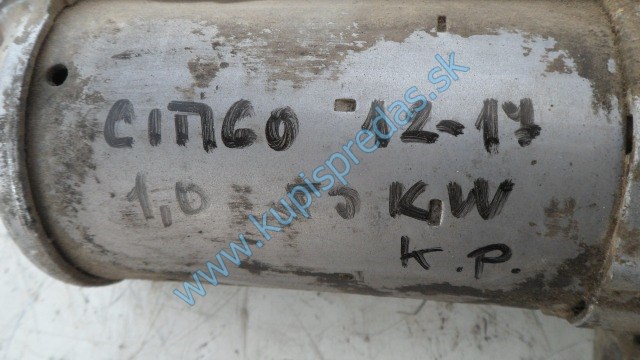 CITIGO 12-17
1,0 KW
K.P.
www.kupispredas.sk